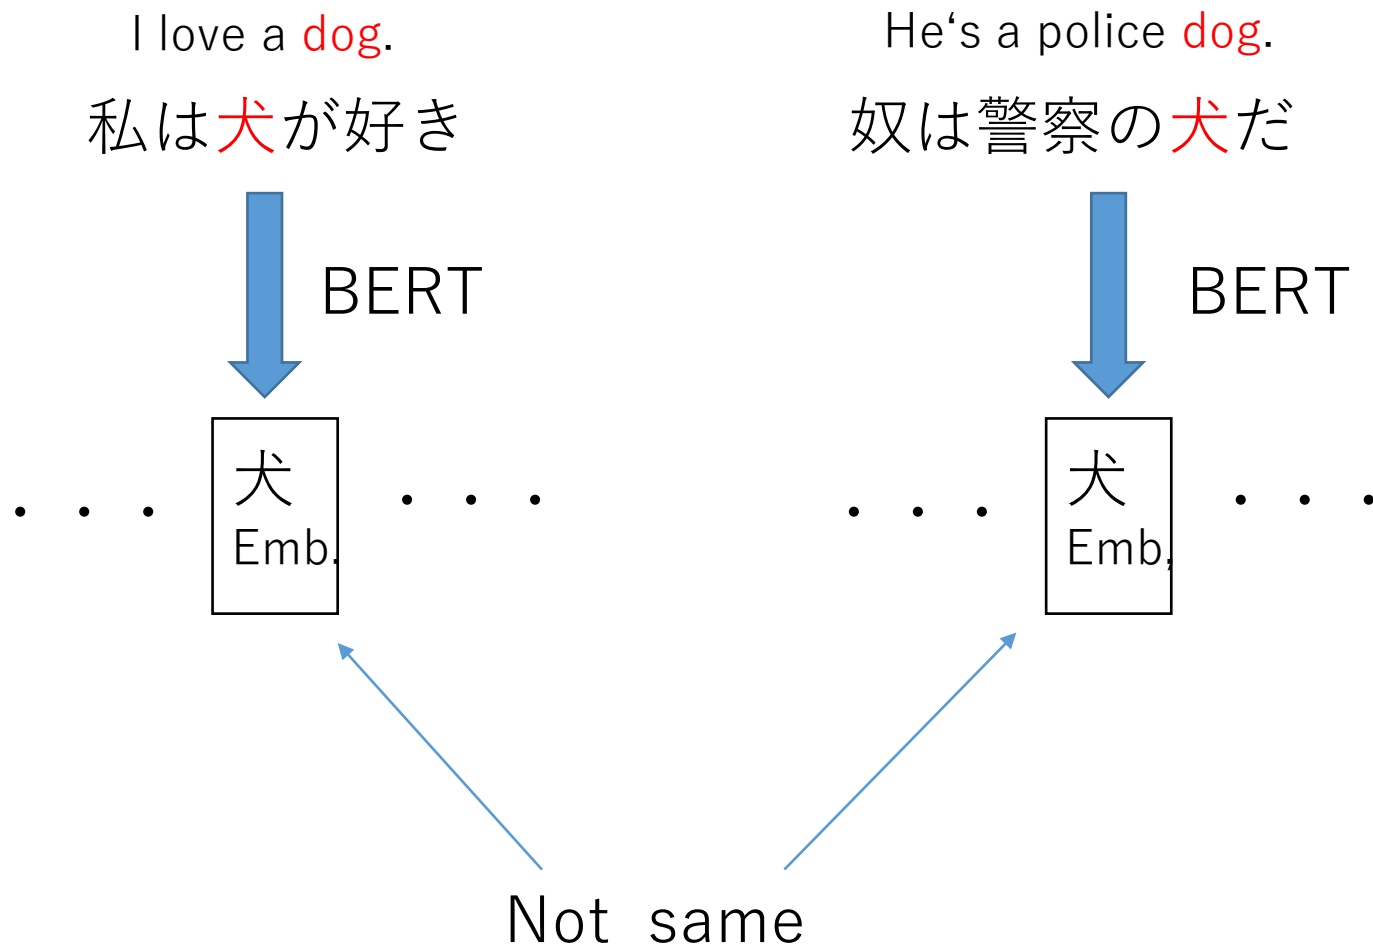 I love a dog.
私は犬が好き
BERT
・・・
犬
Emb.
・・・
He‘s a police dog.
奴は警察の犬だ
BERT
・・・
犬
Emb,
・・・
Not same